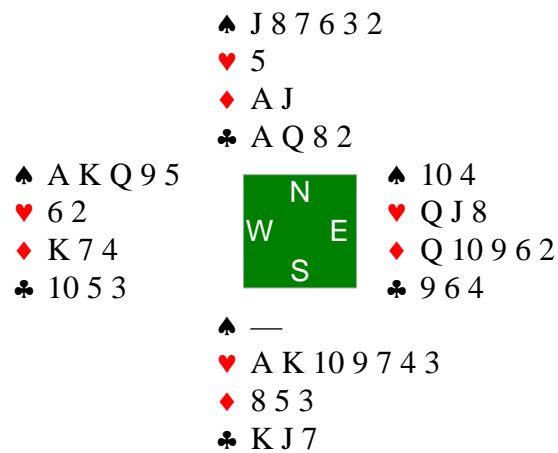 ♠ J 8 7 6 3 2
♥ 5
♦ A J
♣ A Q 8 2
♠ A K Q 9 5
♥ 6 2
♦ K 7 4
♣ 10 5 3
N
W E
S
♠ 10 4
♥ Q J 8
♦ Q 10 9 6 2
♣ 9 6 4
♠ —
♥ A K 10 9 7 4 3
♦ 8 5 3
♣ K J 7